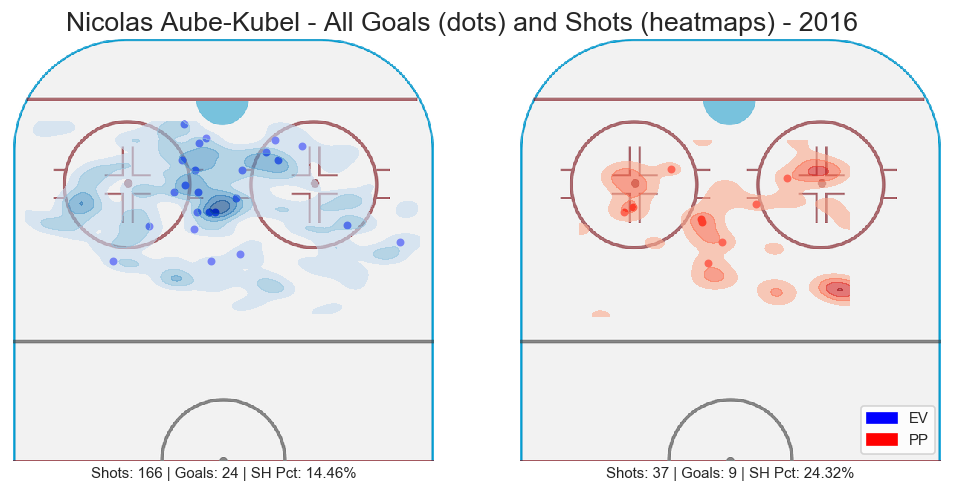 Nicolas Aube-Kubel - All Goals (dots) and Shots (heatmaps) - 2016
EV
PP
Shots: 166 | Goals: 24 | SH Pct: 14.46%
Shots: 37 | Goals: 9 | SH Pct: 24.32%